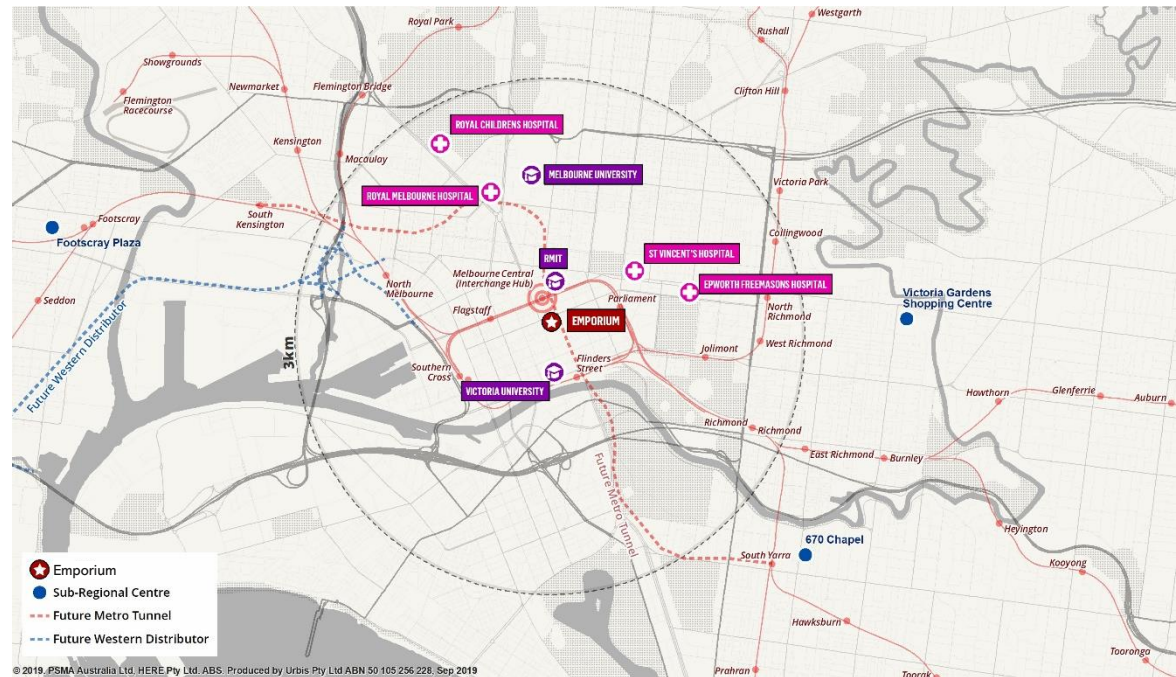 Royal Park
Westgarth
Rushall
Showgrounds
Newmarket
Flemington Bridge
Clifton Hill
Flemington
Racecourse
ROYAL CHILDRENS HOSPITAL
Kensington
Macaulay
MELBOURNE UNIVERSITY
Victoria Park
ROYAL MELBOURNE HOSPITAL
South
Kensington
Footscray
Footscray Plaza
Collingwood
RMIT
ST VINCENT'S HOSPITAL
Melbourne Central
(Interchange Hub)
North
Melbourne
EPWORTH FREEMASONS HOSPITAL
Seddon
Victoria Gardens
Shopping Centre
Parliament
North
Richmond
Flagstaff
EMPORIUM
West Richmond
Jolimont
Future Western Distributor
3km
Southern
Cross
Flinders
Street
VICTORIA UNIVERSITY
Hawthorn
Glenferrie
Auburn
Richmond
Richmond
East Richmond
Burnley
Future Metro Tunnel
Heyington
670 Chapel
South Yarra
Kooyong
Emporium
Sub-Regional Centre
Future Metro Tunnel
Future Western Distributor
Hawksburn
Tooronga
Prahran
Toorak
© 2019. PSMA Australia Ltd, HERE Pty Ltd. ABS. Produced by Urbis Pty Ltd ABN 50 105 256 228, Sep 2019